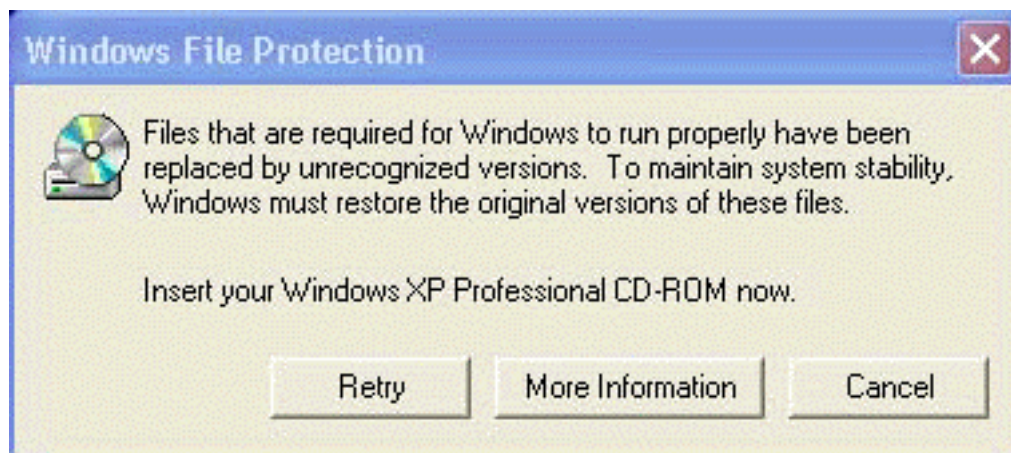 Windows File Protection
Files that are required for Windows to run properly have been
replaced by unrecognized versions.  To maintain system stability,
Windows must restore the original versions of these files.
Insert your Windows XP Professional CD-ROM now.
Retry More Information Cancel